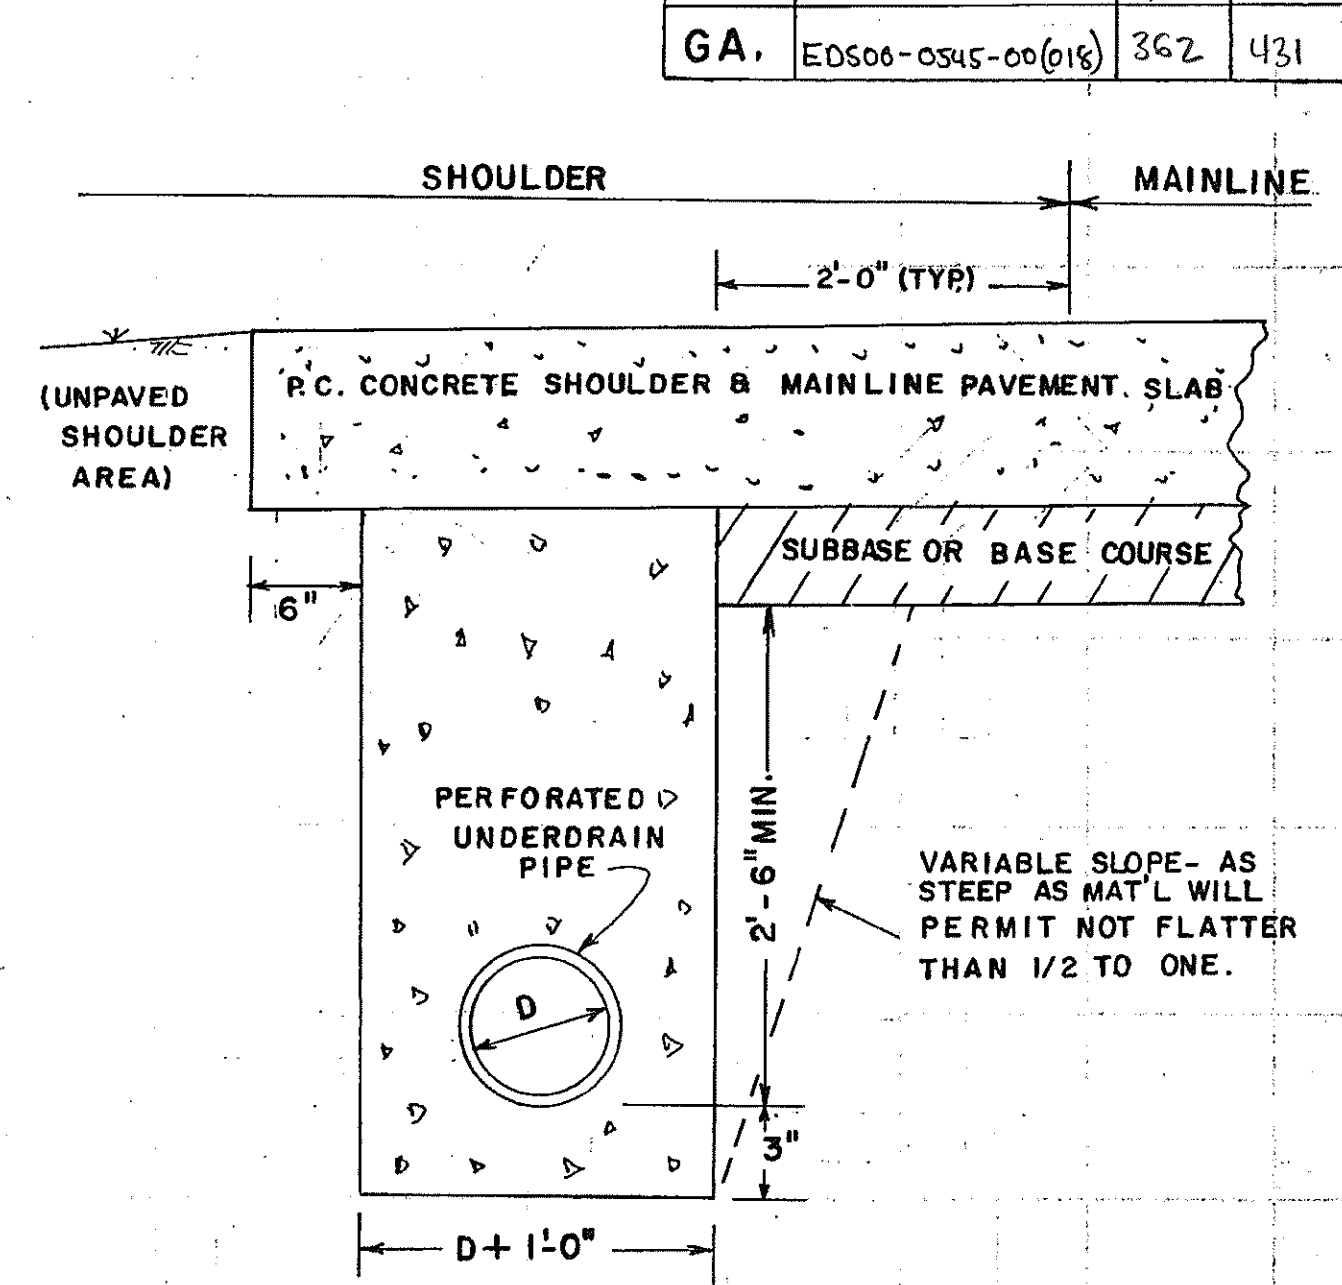 GA. EDS00-0545-00(018) 362 431
SHOULDER MAINLINE
2'-0" (TYP.)
P.C. CONCRETE SHOULDER & MAINLINE PAVEMENT. SLAB
(UNPAVED
SHOULDER
AREA)
SUBBASE OR BASE COURSE
6"
PERFORATED
UNDERDRAIN
PIPE
2'-6" MIN.
VARIABLE SLOPE- AS
STEEP AS MAT'L WILL
PERMIT NOT FLATTER
THAN 1/2 TO ONE.
D
3"
D+ 1'-0"